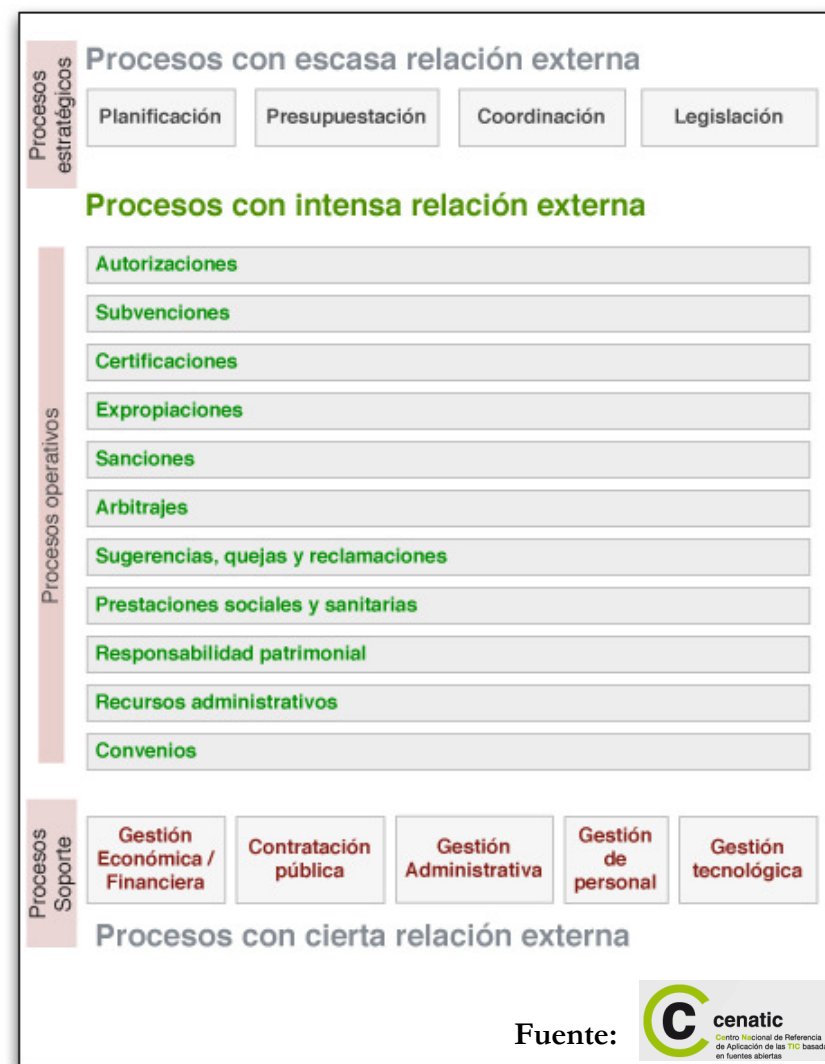 Procesos
estratégicos
Procesos con escasa relación externa
Planificación
Presupuestación
Coordinación
Legislación
Procesos con intensa relación externa
Procesos operativos
Autorizaciones
Subvenciones
Certificaciones
Expropiaciones
Sanciones
Arbitrajes
Sugerencias, quejas y reclamaciones
Prestaciones sociales y sanitarias
Responsabilidad patrimonial
Recursos administrativos
Convenios
Procesos
Soporte
Gestión
Económica /
Financiera
Contratación
pública
Gestión
Administrativa
Gestión
de
personal
Gestión
tecnológica
Procesos con cierta relación externa
Fuente:
C
cenatic
Centro Nacional de Referencia
de Aplicación de las TIC basada
en fuentes abiertas